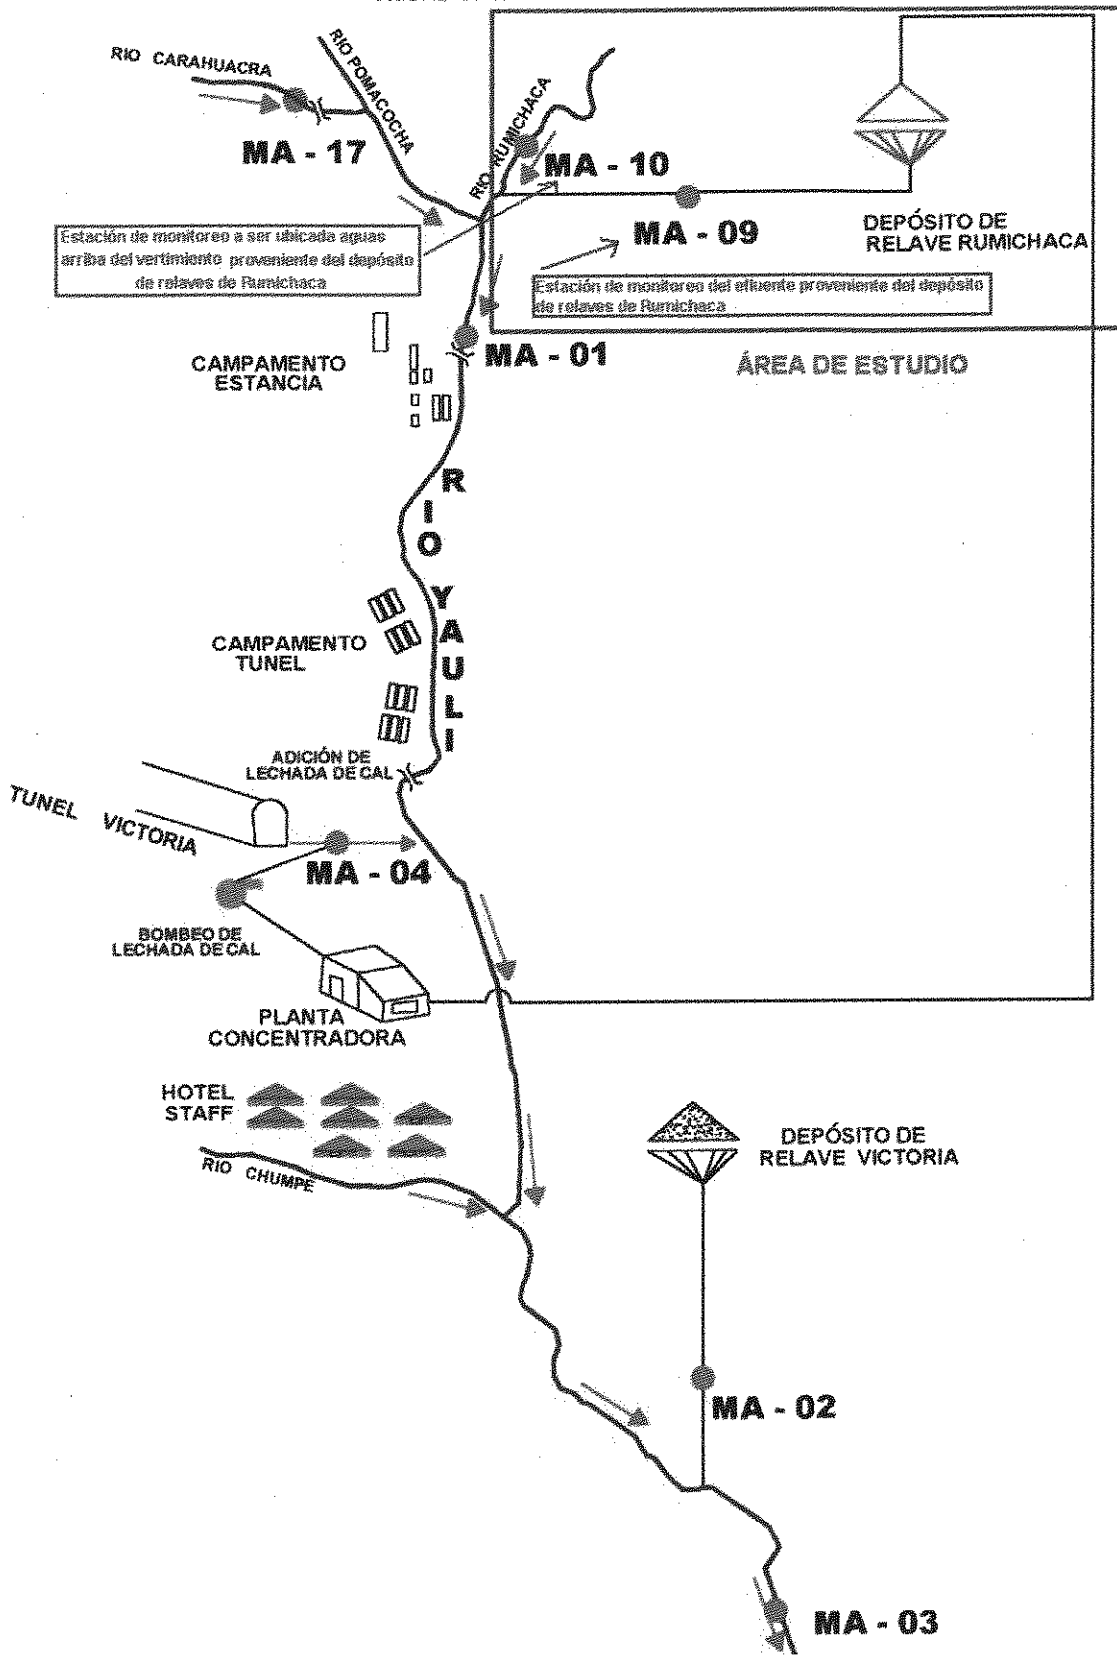 RIO CARAHUACRA
RIO POMACOCHA
RIO RUMICHACA
MA - 17
MA - 10
MA - 09
DEPÓSITO DE
RELAVE RUMICHACA
Estación de monitoreo a ser ubicada aguas
arriba del vertimiento proveniente del depósito
de relaves de Rumichaca
Estación de monitoreo del efluente proveniente del depósito
de relaves de Rumichaca
MA - 01
CAMPAMENTO
ESTANCIA
ÁREA DE ESTUDIO
RIO YAULI
CAMPAMENTO
TUNEL
ADICIÓN DE
LECHADA DE CAL
TUNEL VICTORIA
MA - 04
BOMBEO DE
LECHADA DE CAL
PLANTA
CONCENTRADORA
HOTEL
STAFF
RIO CHUMPE
DEPÓSITO DE
RELAVE VICTORIA
MA - 02
MA - 03